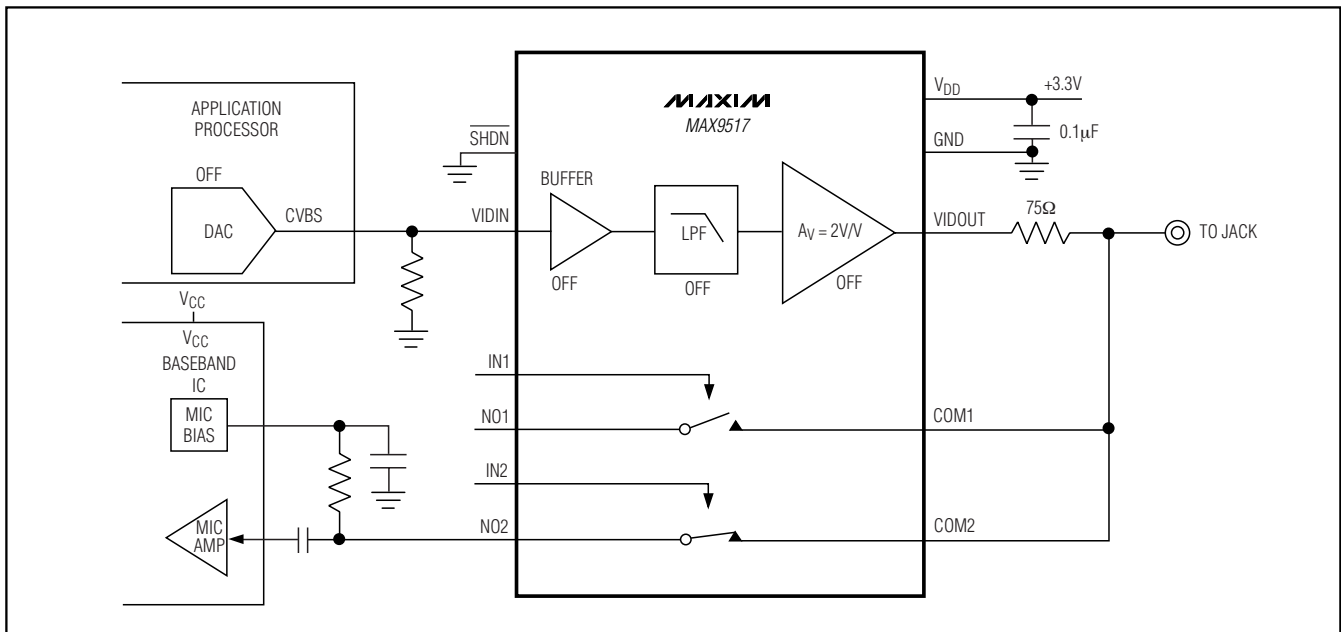 APPLICATION
PROCESSOR
OFF
DAC
CVBS
VCC
VCC
BASEBAND
IC
MIC
BIAS
MIC
AMP
MAXIM
MAX9517
SHDN
BUFFER
VIDIN
OFF
LPF
OFF
AV = 2V/V
OFF
IN1
NO1
IN2
NO2
VDD
+3.3V
0.1µF
GND
75Ω
VIDOUT
TO JACK
COM1
COM2